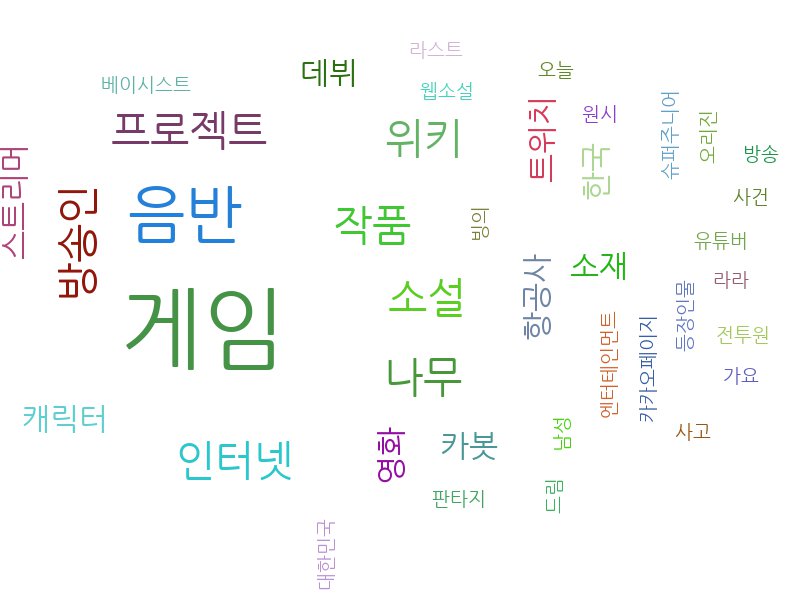 라스트
데뷔
오늘
베이시스트
웹소설
프로젝트
위키
트위치
원시
슈퍼주니어
오리진
방송
한국
스트리머
방송인
음반
작품
빙의
사건
유튜버
소재
항공사
라라
게임
소설
등장인물
전투원
엔터테인먼트
카카오페이지
나무
가요
캐릭터
인터넷
영화
카봇
남성
사고
판타지
드림
대한민국